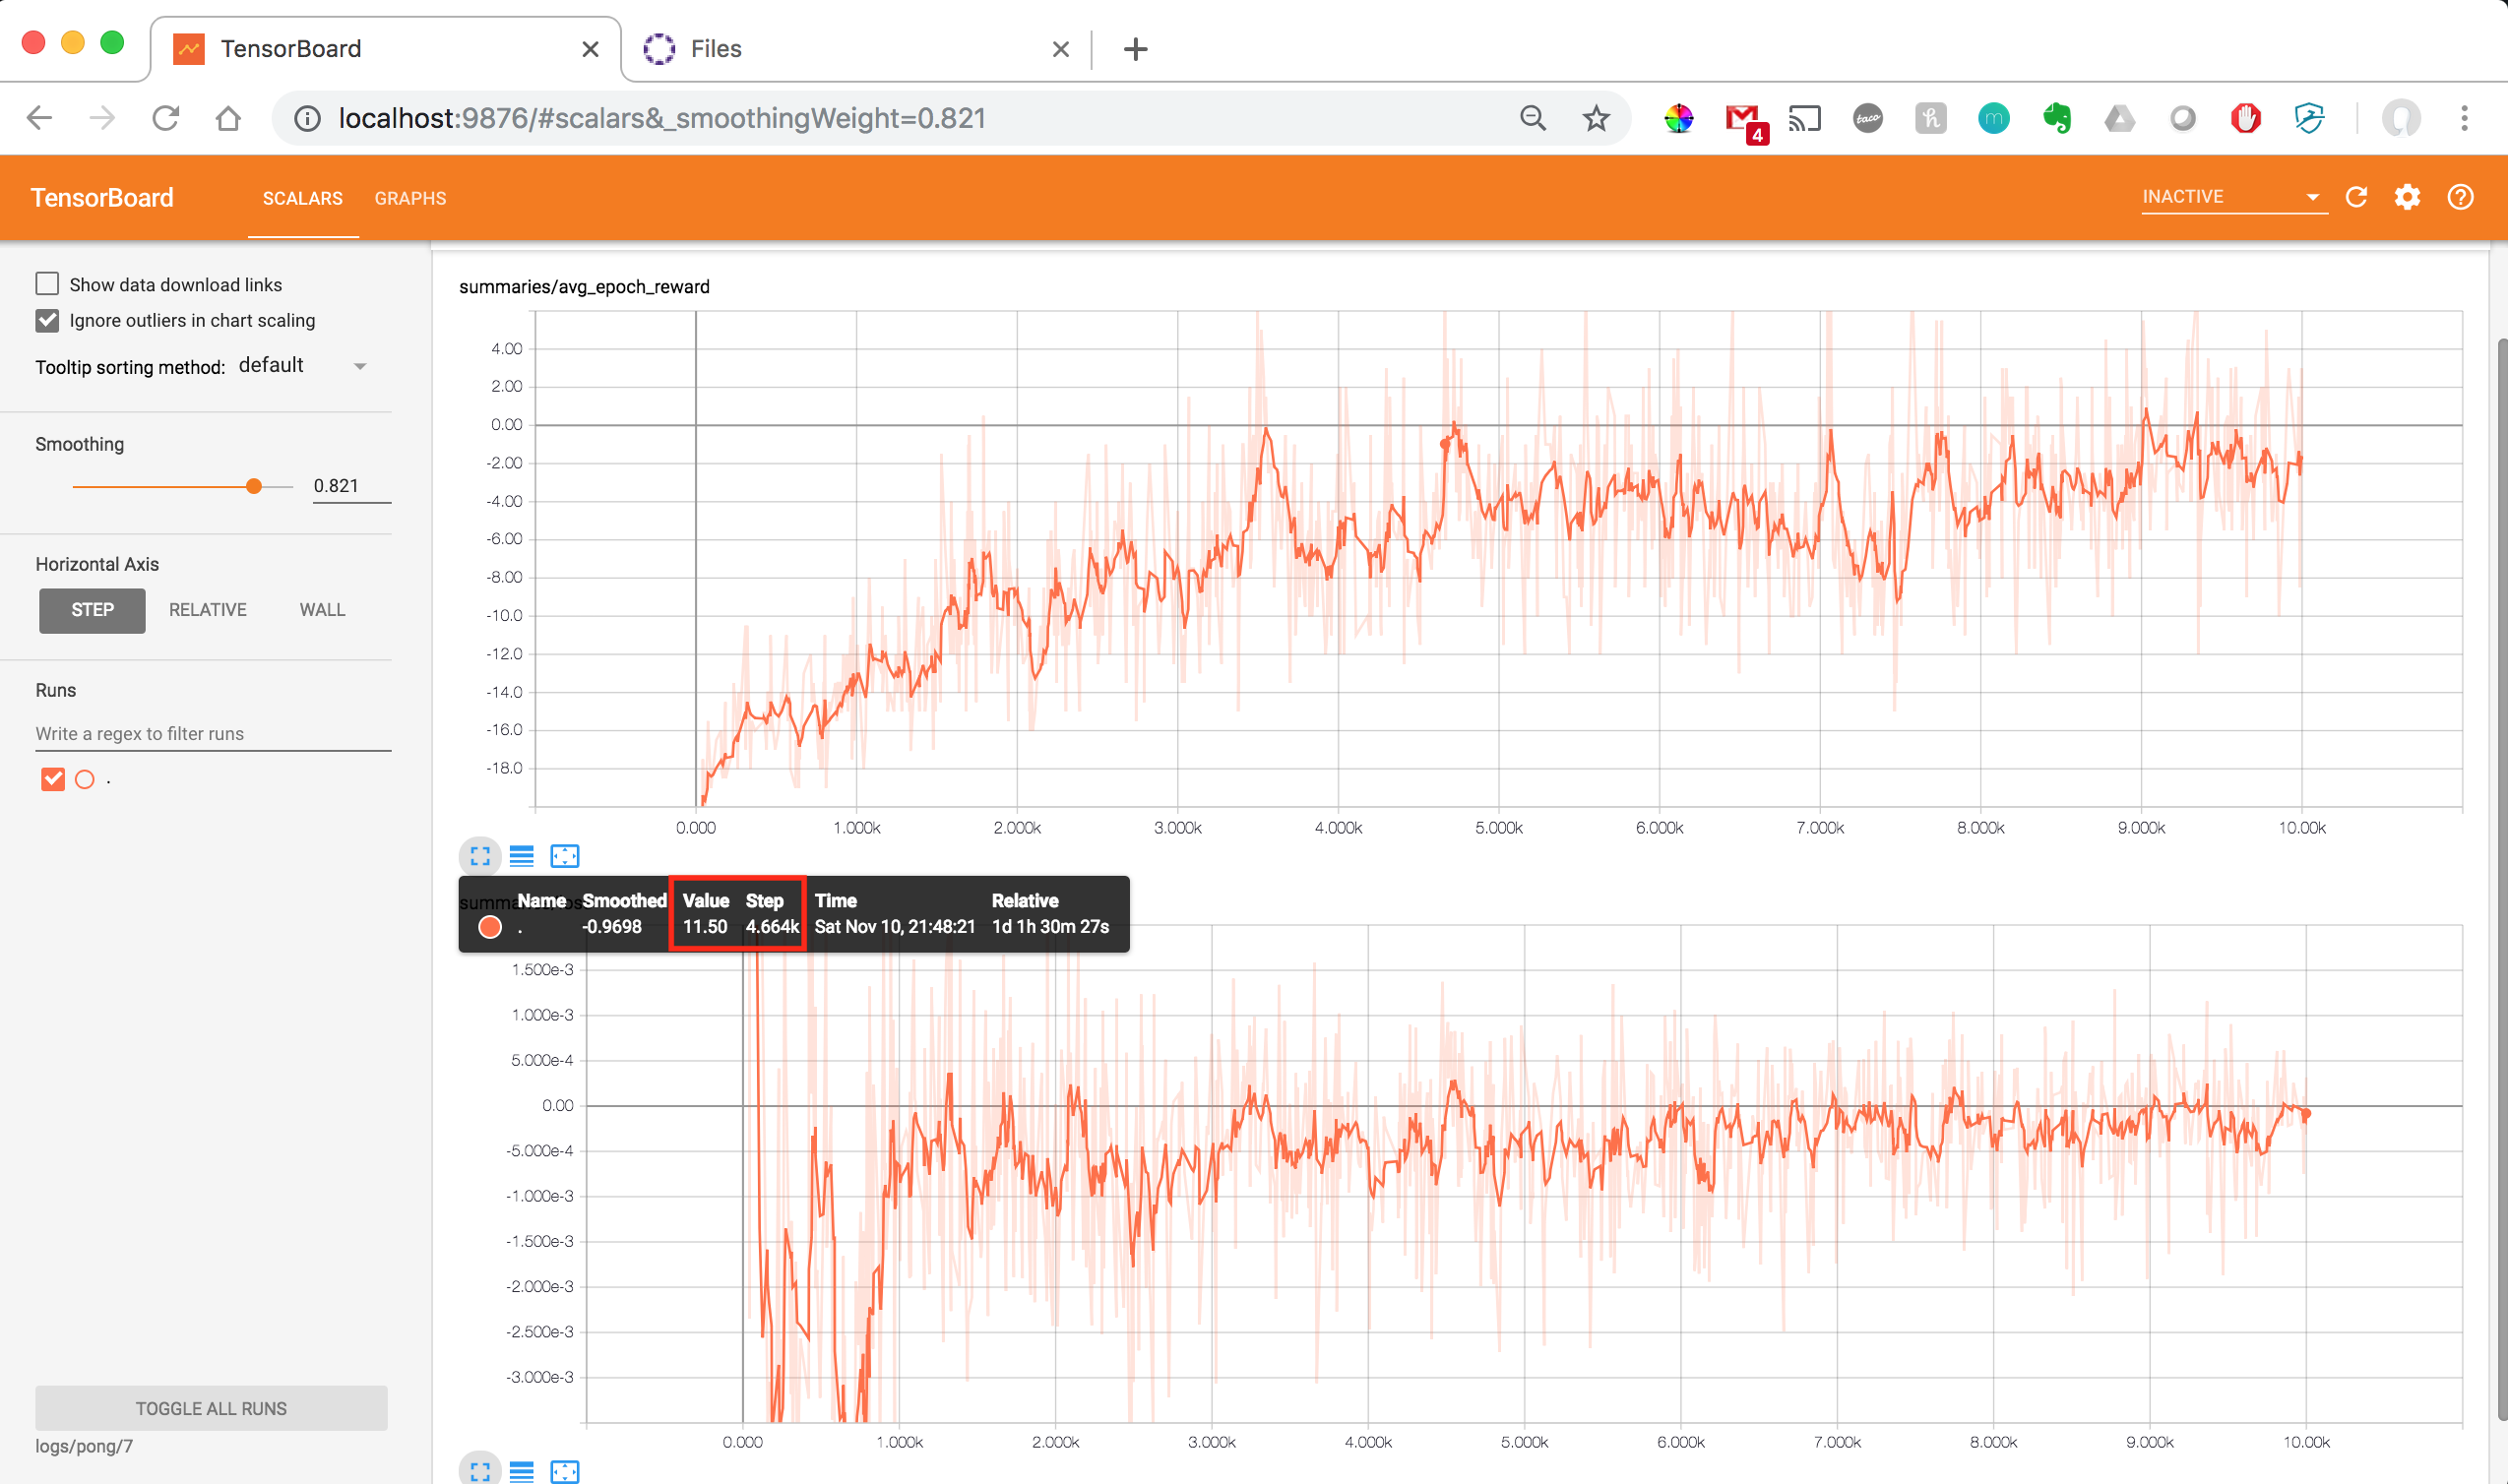 TensorBoard
Files
localhost:9876/#scalars&_smoothingWeight=0.821
4
taco
h
m
TensorBoard SCALARS GRAPHS INACTIVE
Show data download links
Ignore outliers in chart scaling
Tooltip sorting method: default
Smoothing
0.821
Horizontal Axis
STEP RELATIVE WALL
Runs
Write a regex to filter runs
.
TOGGLE ALL RUNS
logs/pong/7
summaries/avg_epoch_reward
4.00
2.00
0.00
-2.00
-4.00
-6.00
-8.00
-10.0
-12.0
-14.0
-16.0
-18.0
0.000 1.000k 2.000k 3.000k 4.000k 5.000k 6.000k 7.000k 8.000k 9.000k 10.00k
Name Smoothed Value Step Time Relative
. -0.9698 11.50 4.664k Sat Nov 10, 21:48:21 1d 1h 30m 27s
1.500e-3
1.000e-3
5.000e-4
0.00
-5.000e-4
-1.000e-3
-1.500e-3
-2.000e-3
-2.500e-3
-3.000e-3
0.000 1.000k 2.000k 3.000k 4.000k 5.000k 6.000k 7.000k 8.000k 9.000k 10.00k